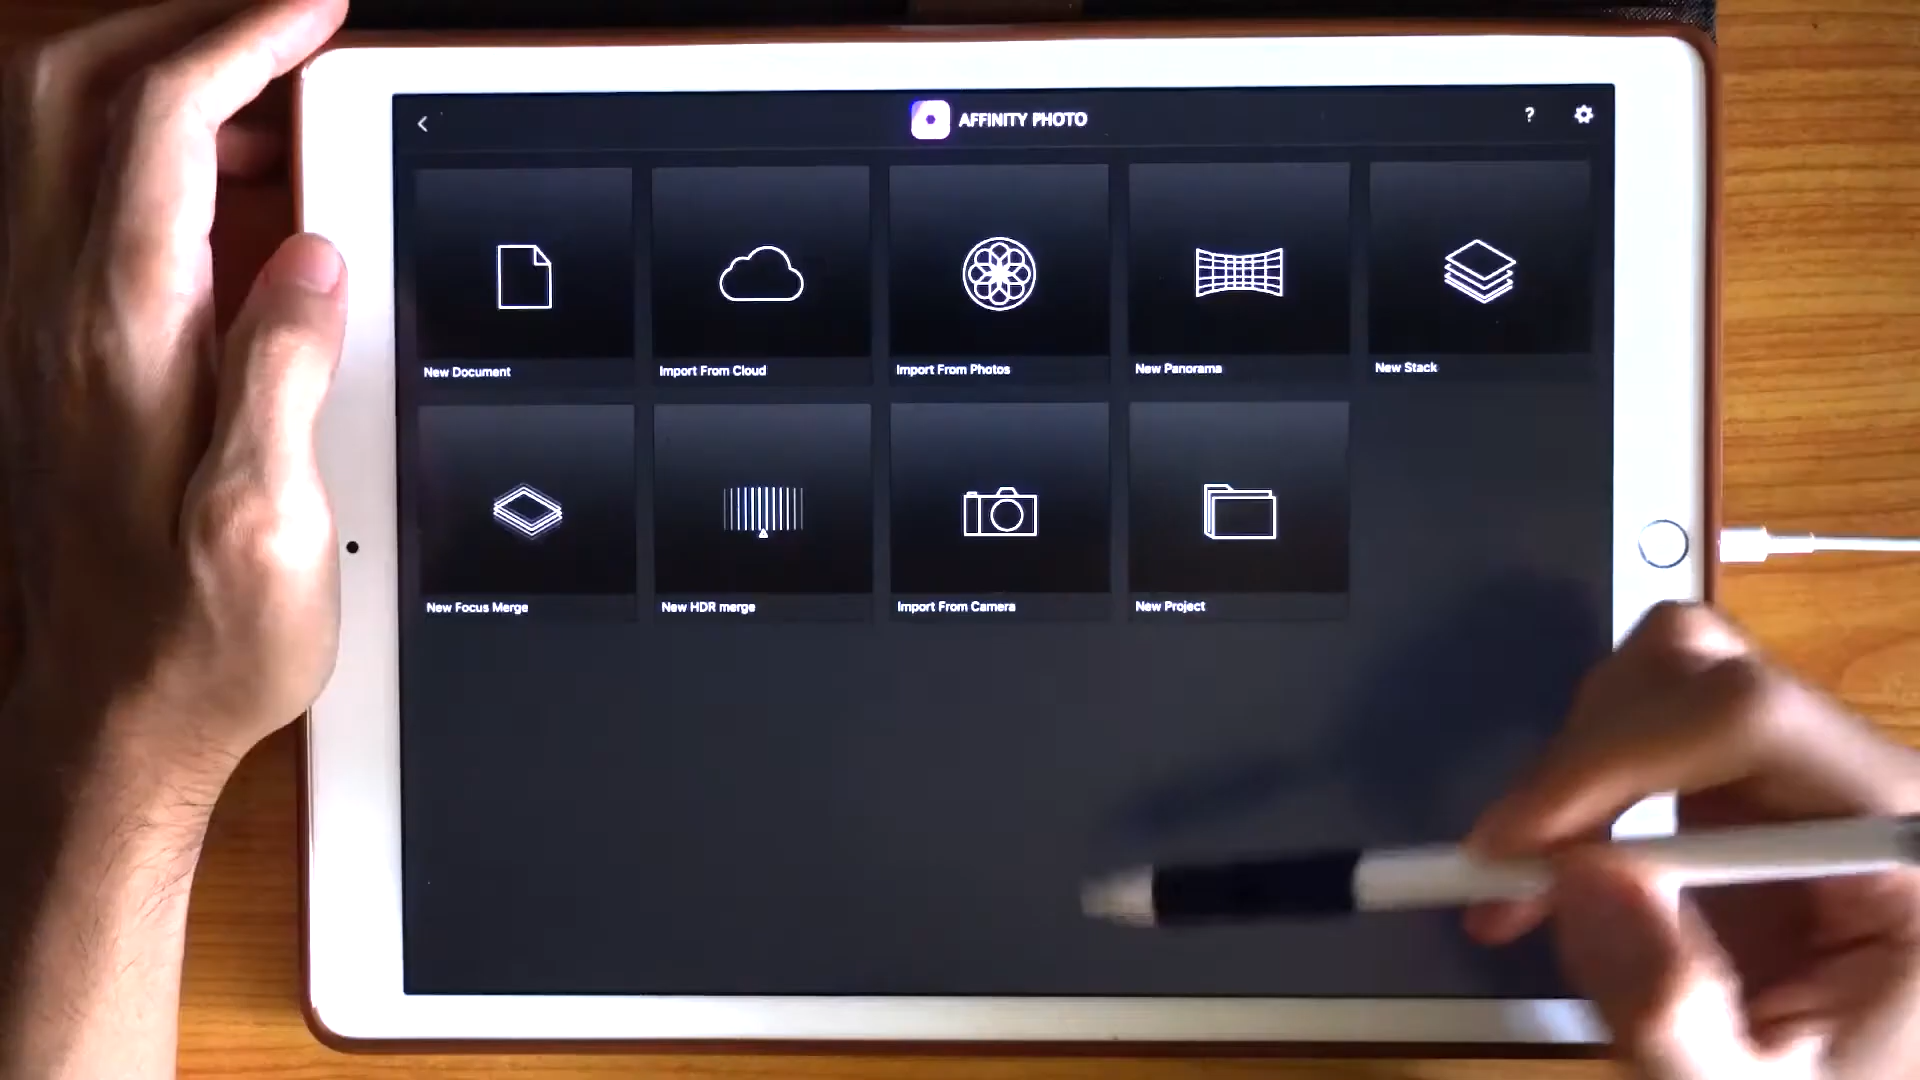 AFFINITY PHOTO
?
New Document
Import From Cloud
Import From Photos
New Panorama
New Stack
New Focus Merge
New HDR merge
Import From Camera
New Project